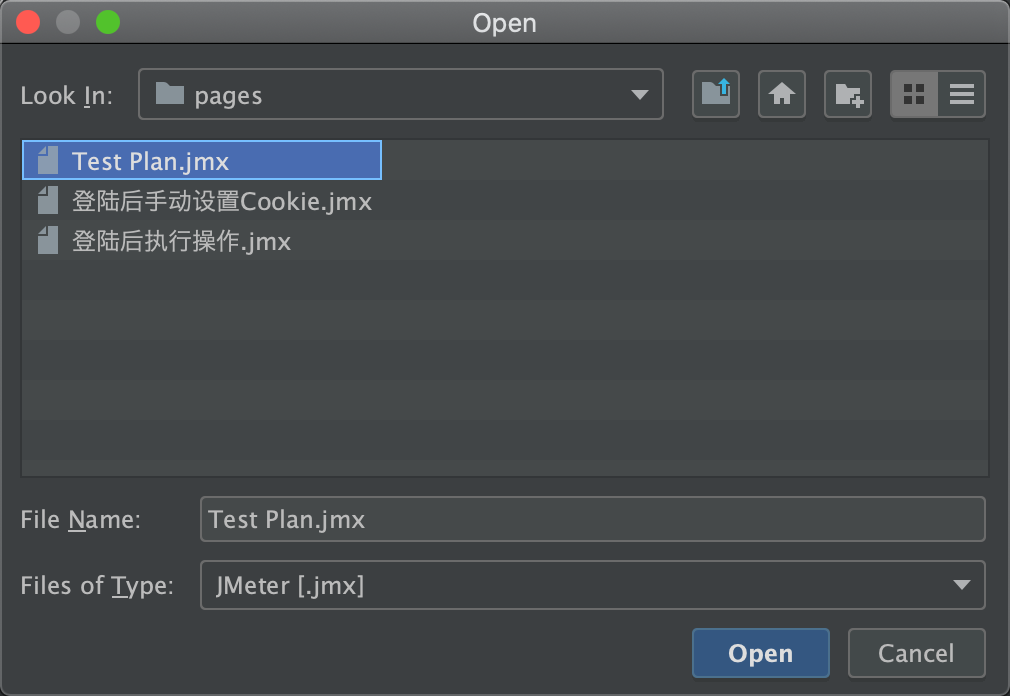 Open
Look In: pages
Test Plan.jmx
登陆后手动设置Cookie.jmx
登陆后执行操作.jmx
File Name: Test Plan.jmx
Files of Type: JMeter [.jmx]
Open Cancel